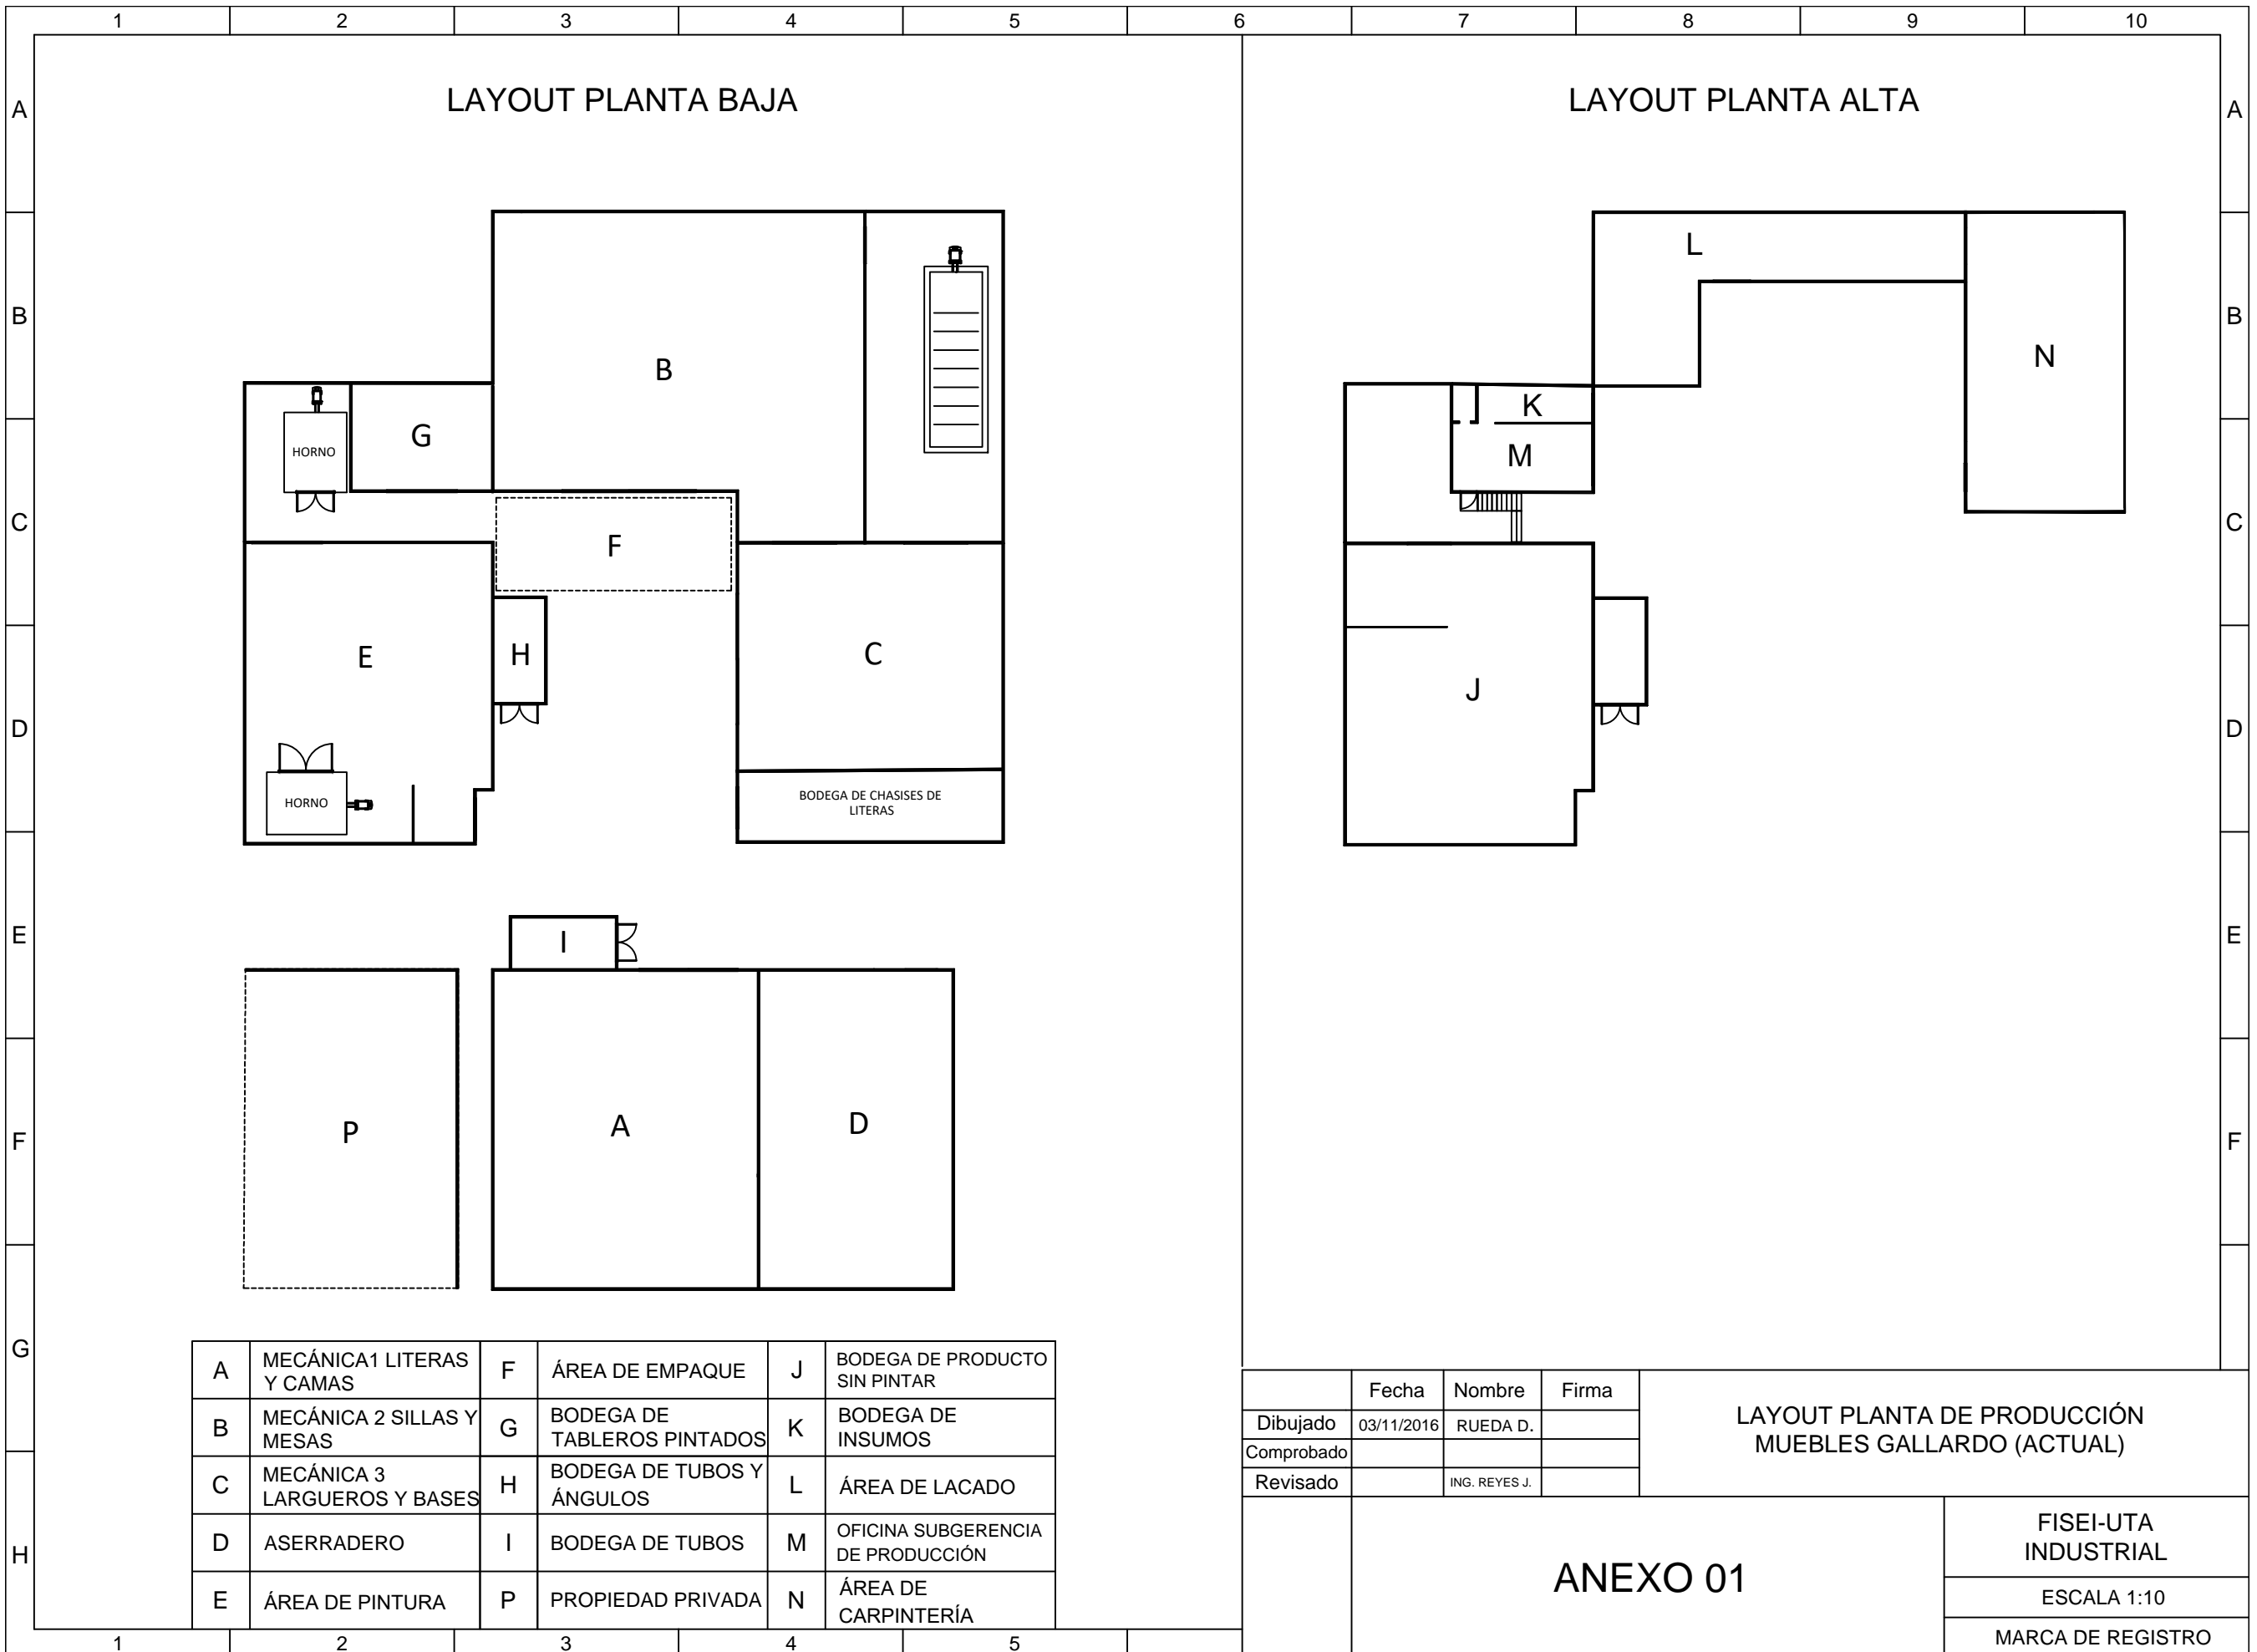 1 2 3 4 5 6 7 8 9 10
A A
B B
C C
D D
E E
F F
G
H
LAYOUT PLANTA BAJA
B
G
HORNO
F
E
H
C
HORNO
BODEGA DE CHASISES DE
LITERAS
I
P
A
D
LAYOUT PLANTA ALTA
L
N
K
M
J
A
MECÁNICA1 LITERAS
Y CAMAS
F
ÁREA DE EMPAQUE
J
BODEGA DE PRODUCTO
SIN PINTAR
B
MECÁNICA 2 SILLAS Y
MESAS
G
BODEGA DE
TABLEROS PINTADOS
K
BODEGA DE
INSUMOS
C
MECÁNICA 3
LARGUEROS Y BASES
H
BODEGA DE TUBOS Y
ÁNGULOS
L
ÁREA DE LACADO
D
ASERRADERO
I
BODEGA DE TUBOS
M
OFICINA SUBGERENCIA
DE PRODUCCIÓN
E
ÁREA DE PINTURA
P
PROPIEDAD PRIVADA
N
ÁREA DE
CARPINTERÍA
Fecha Nombre Firma
Dibujado 03/11/2016 RUEDA D.
Comprobado
Revisado ING. REYES J.
LAYOUT PLANTA DE PRODUCCIÓN
MUEBLES GALLARDO (ACTUAL)
ANEXO 01
FISEI-UTA
INDUSTRIAL
ESCALA 1:10
MARCA DE REGISTRO
1 2 3 4 5